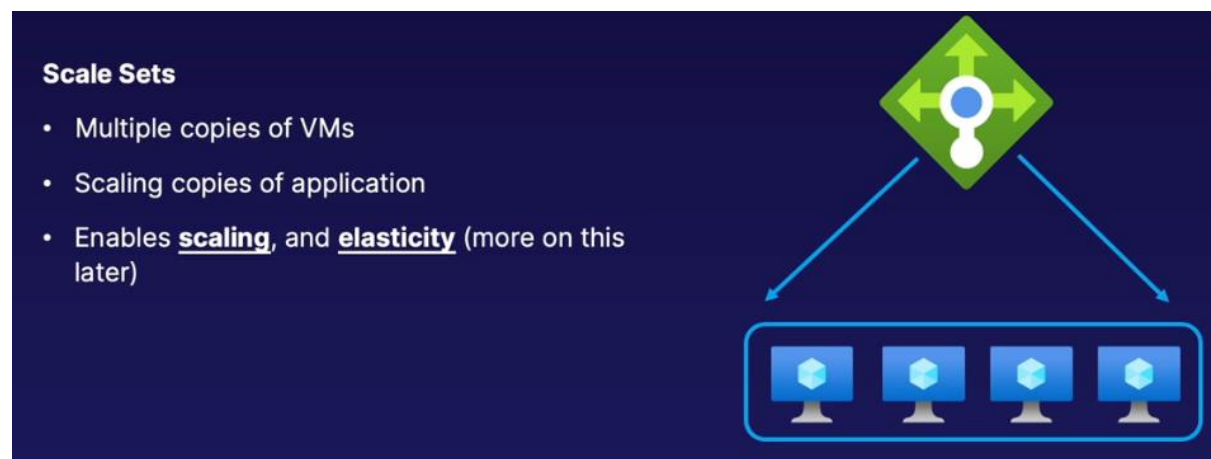 Scale Sets
• Multiple copies of VMs
• Scaling copies of application
• Enables scaling, and elasticity (more on this
later)